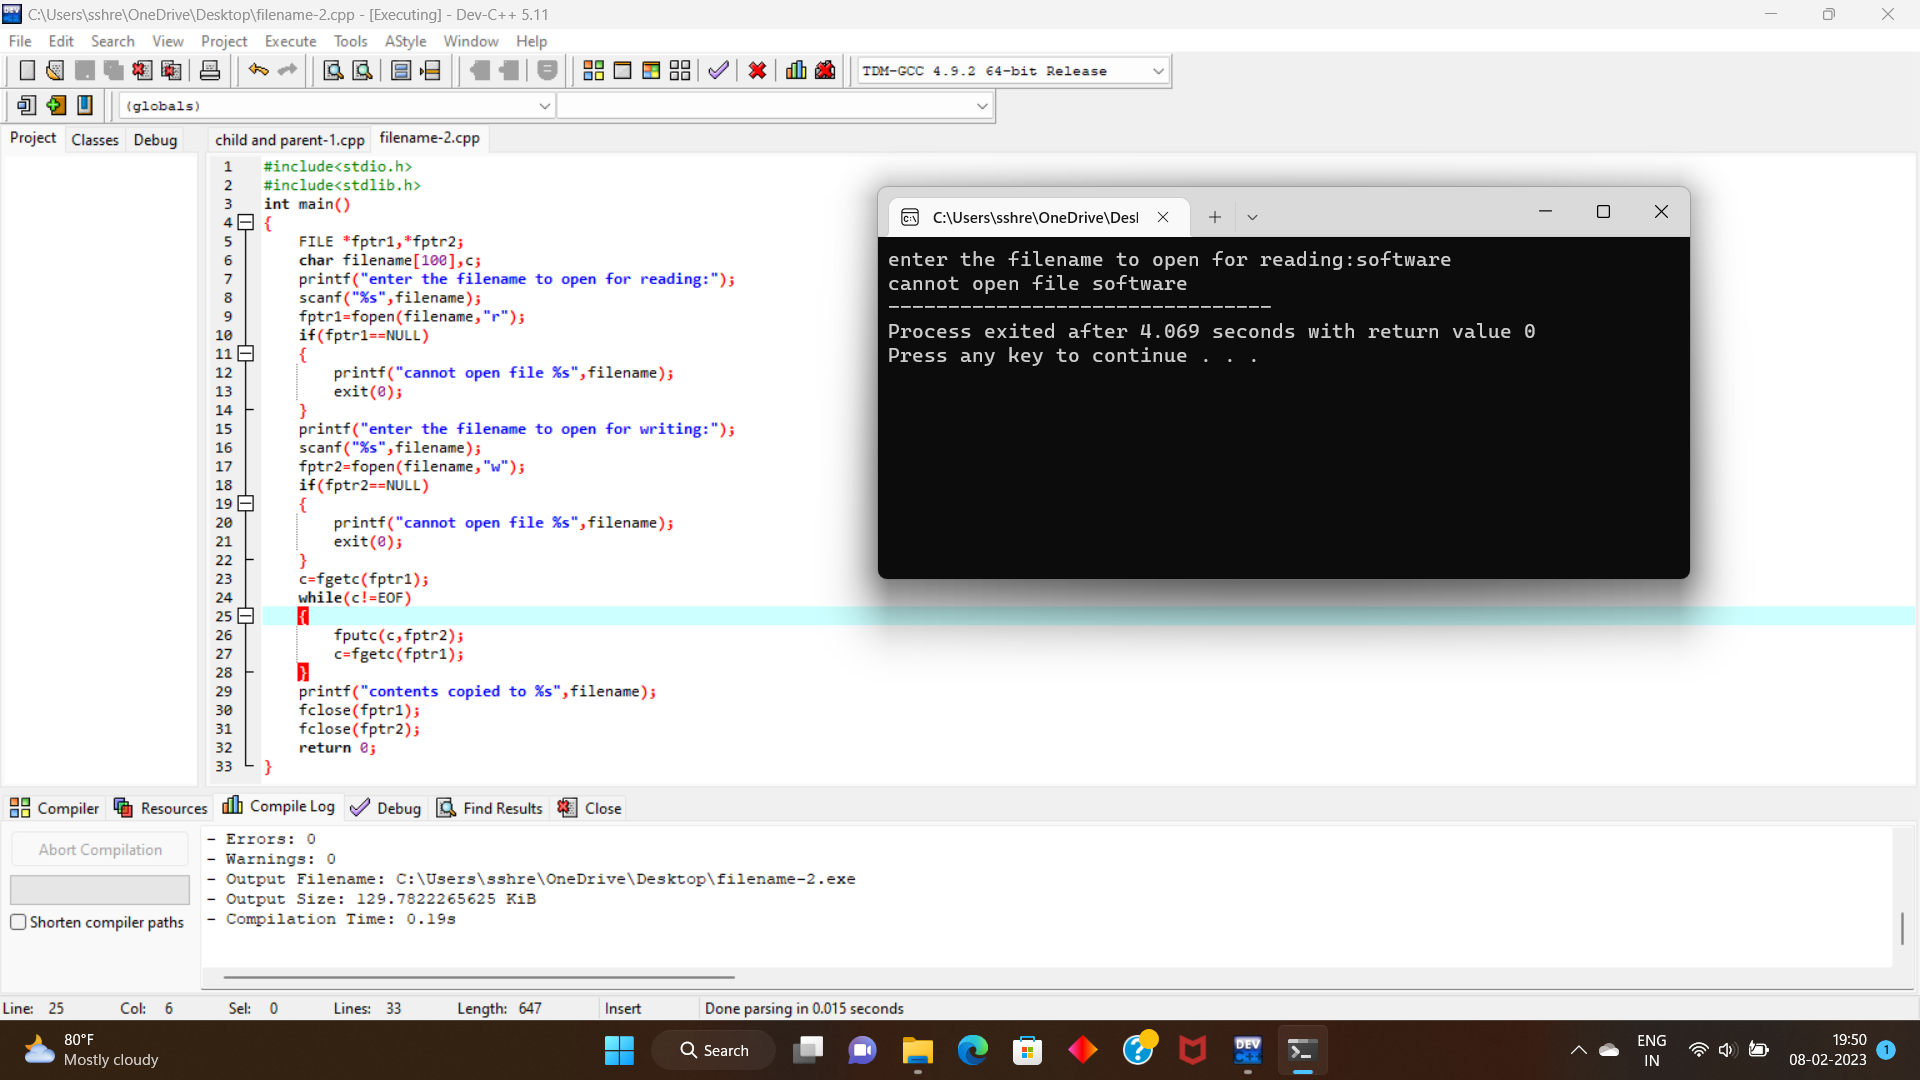 C:\Users\sshre\OneDrive\Desktop\filename-2.cpp - [Executing] - Dev-C++ 5.11
File Edit Search View Project Execute Tools AStyle Window Help
TDM-GCC 4.9.2 64-bit Release
(globals)
Project Classes Debug
child and parent-1.cpp filename-2.cpp
1 #include<stdio.h>
2 #include<stdlib.h>
3 int main()
4 {
5 FILE *fptr1,*fptr2;
6 char filename[100],c;
7 printf("enter the filename to open for reading:");
8 scanf("%s",filename);
9 fptr1=fopen(filename,"r");
10 if(fptr1==NULL)
11 {
12 printf("cannot open file %s",filename);
13 exit(0);
14 }
15 printf("enter the filename to open for writing:");
16 scanf("%s",filename);
17 fptr2=fopen(filename,"w");
18 if(fptr2==NULL)
19 {
20 printf("cannot open file %s",filename);
21 exit(0);
22 }
23 c=fgetc(fptr1);
24 while(c!=EOF)
25 {
26 fputc(c,fptr2);
27 c=fgetc(fptr1);
28 }
29 printf("contents copied to %s",filename);
30 fclose(fptr1);
31 fclose(fptr2);
32 return 0;
33 }
C:\Users\sshre\OneDrive\Desl
enter the filename to open for reading:software
cannot open file software
--------------------------------
Process exited after 4.069 seconds with return value 0
Press any key to continue . . .
Compiler Resources Compile Log Debug Find Results Close
Abort Compilation
Shorten compiler paths
- Errors: 0
- Warnings: 0
- Output Filename: C:\Users\sshre\OneDrive\Desktop\filename-2.exe
- Output Size: 129.7822265625 KiB
- Compilation Time: 0.19s
Line: 25 Col: 6 Sel: 0 Lines: 33 Length: 647 Insert Done parsing in 0.015 seconds
80°F
Mostly cloudy
Search
DEV
C++
ENG
IN
19:50
08-02-2023
1